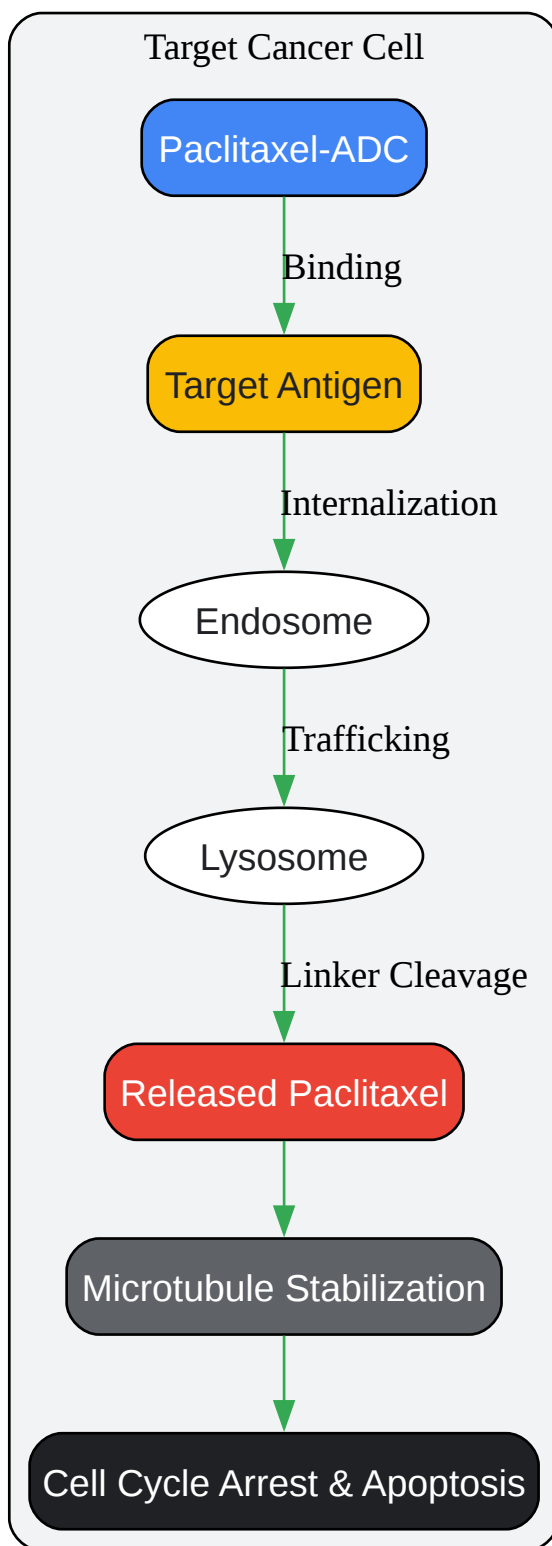 Target Cancer Cell
Paclitaxel-ADC
Binding
Target Antigen
Internalization
Endosome
Trafficking
Lysosome
Linker Cleavage
Released Paclitaxel
Microtubule Stabilization
Cell Cycle Arrest & Apoptosis